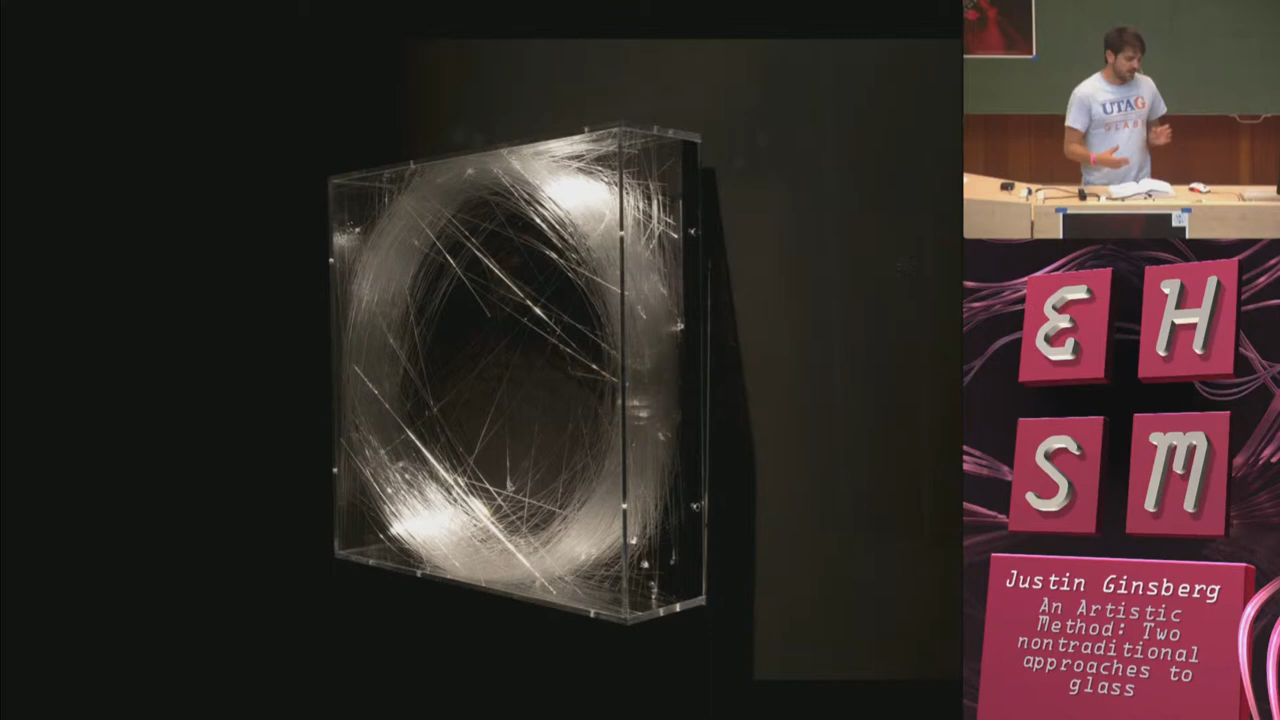 UTAG
GLASS
E H
S M
Justin Ginsberg
An Artistic
Method: Two
nontraditional
approaches to
glass